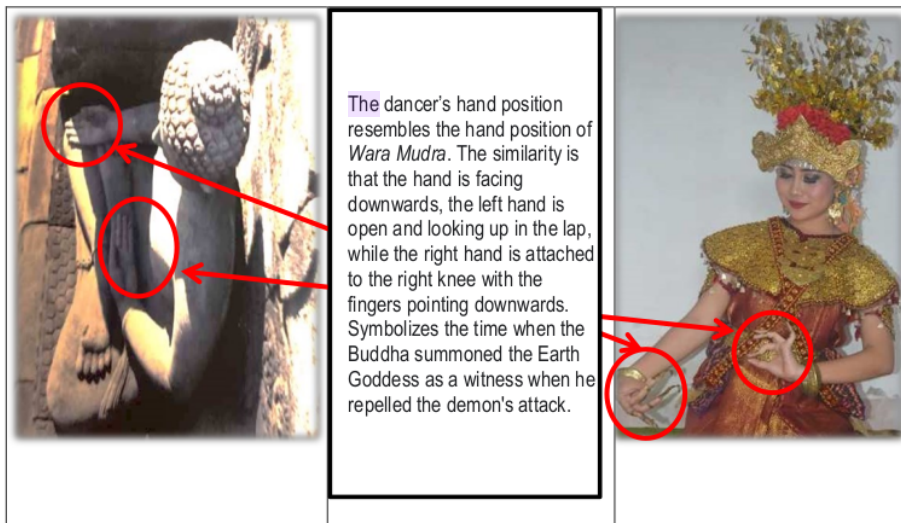 The dancer's hand position
resembles the hand position of
Wara Mudra. The similarity is
that the hand is facing
downwards, the left hand is
open and looking up in the lap,
while the right hand is attached
to the right knee with the
fingers pointing downwards.
Symbolizes the time when the
Buddha summoned the Earth
Goddess as a witness when he
repelled the demon's attack.